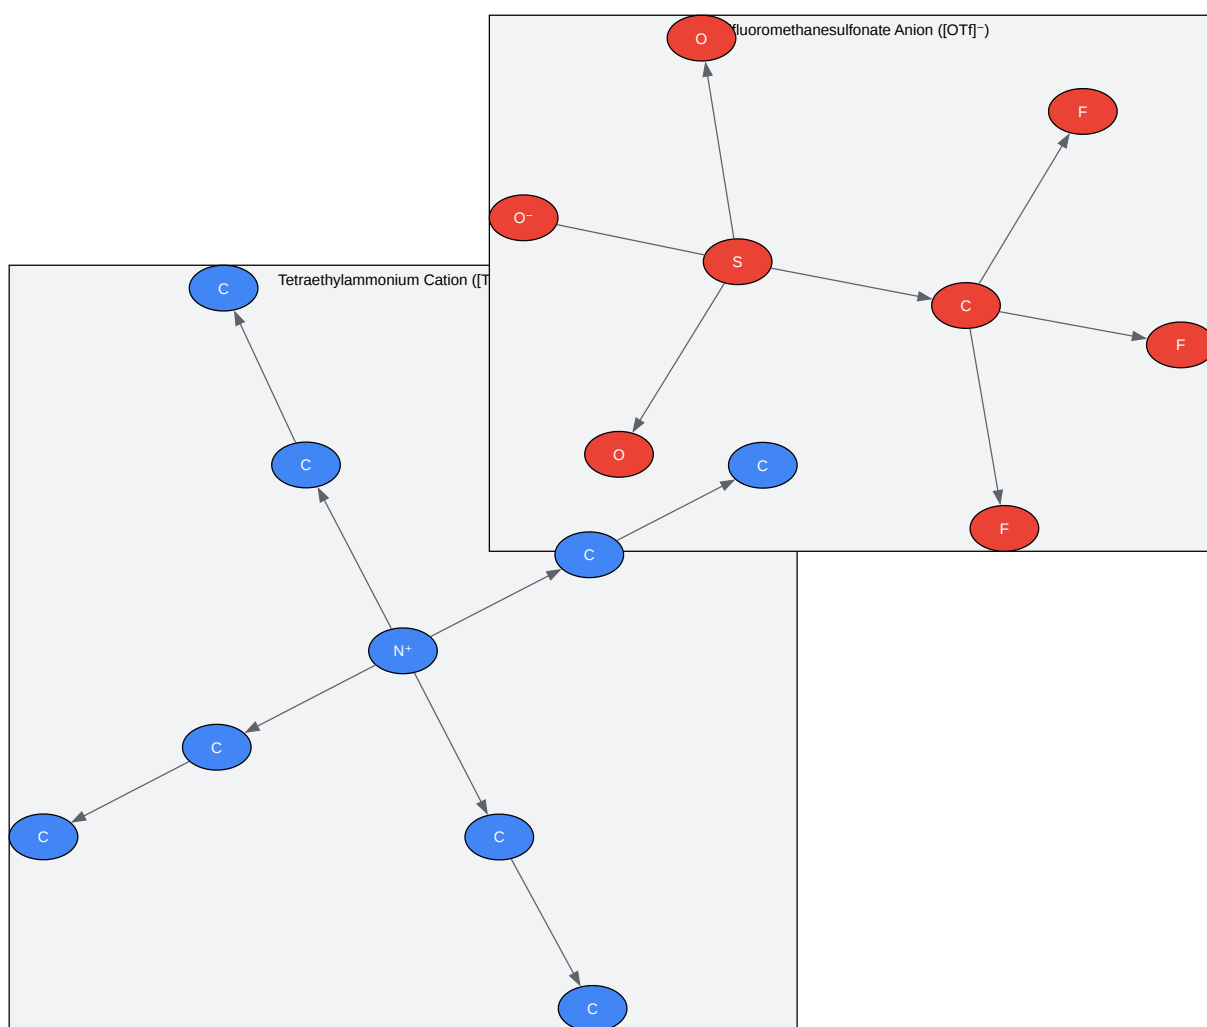 fluoromethanesulfonate Anion ([OTf]⁻)
O
F
O⁻
S
Tetraethylammonium Cation ([T
C
C
F
O
C
C
F
C
N⁺
C
C
C
C